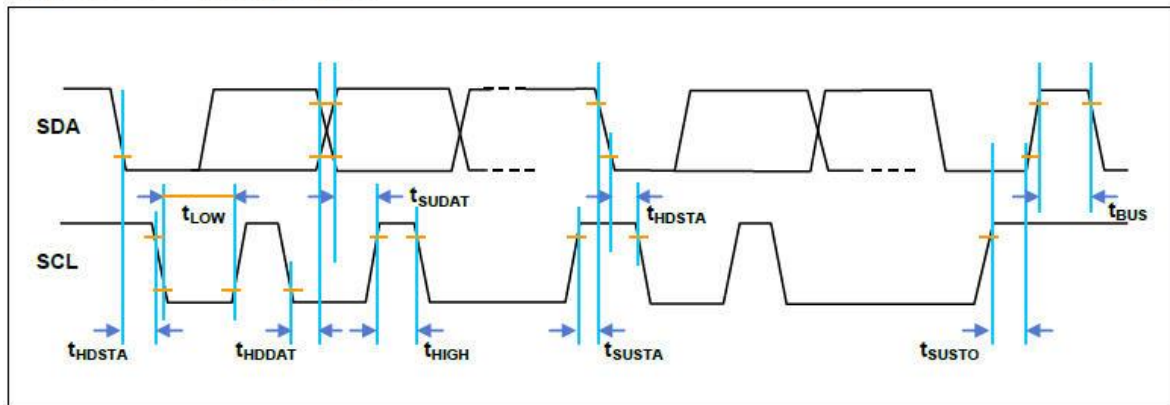 SDA
tSUDAT
tLOW
tHDSTA
tBUS
SCL
tHDSTA
tHDDAT
tHIGH
tSUSTA
tSUSTO